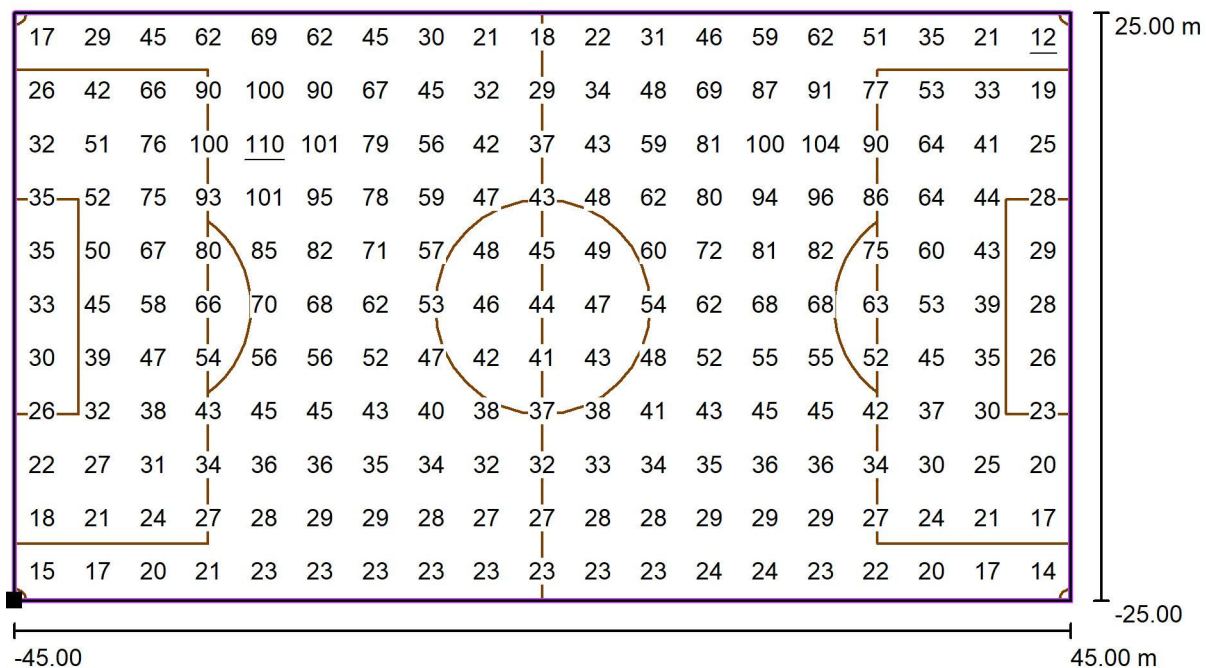 17 29 45 62 69 62 45 30 21 18 22 31 46 59 62 51 35 21 12
25.00 m
26 42 66 90 100 90 67 45 32 29 34 48 69 87 91 77 53 33 19
32 51 76 100 110 101 79 56 42 37 43 59 81 100 104 90 64 41 25
35 52 75 93 101 95 78 59 47 43 48 62 80 94 96 86 64 44 28
35 50 67 80 85 82 71 57 48 45 49 60 72 81 82 75 60 43 29
33 45 58 66 70 68 62 53 46 44 47 54 62 68 68 63 53 39 28
30 39 47 54 56 56 52 47 42 41 43 48 52 55 55 52 45 35 26
26 32 38 43 45 45 43 40 38 37 38 41 43 45 45 42 37 30 23
22 27 31 34 36 36 35 34 32 32 33 34 35 36 36 34 30 25 20
18 21 24 27 28 29 29 28 27 27 28 28 29 29 29 27 24 21 17
15 17 20 21 23 23 23 23 23 23 23 23 24 24 23 22 20 17 14
-25.00
-45.00
45.00 m